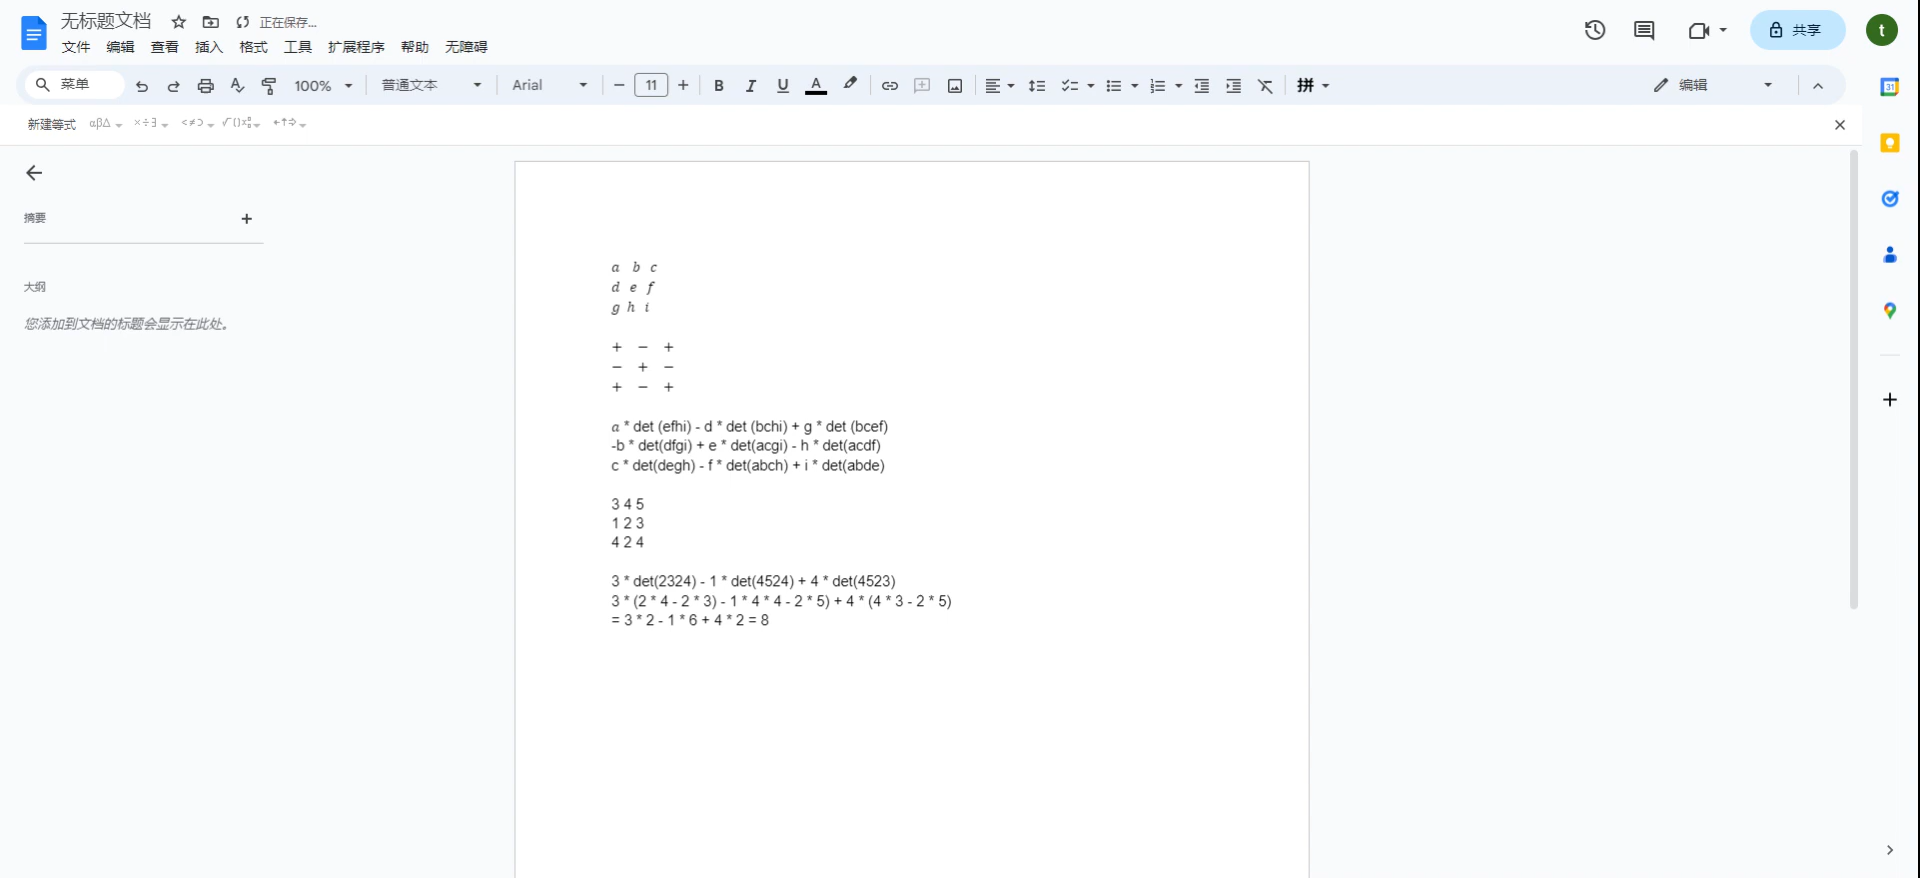 无标题文档 正在保存...
文件 编辑 查看 插入 格式 工具 扩展程序 帮助 无障碍
共享
t
菜单 100% 普通文本 Arial 11 B I U A 拼 编辑
31
新建等式 αβΔ ×÷∃ <≠⊃ ←↑⇒
摘要
大纲
您添加到文档的标题会显示在此处。
a b c
d e f
g h i
+ − +
− + −
+ − +
a * det (efhi) - d * det (bchi) + g * det (bcef)
-b * det(dfgi) + e * det(acgi) - h * det(acdf)
c * det(degh) - f * det(abch) + i * det(abde)
3 4 5
1 2 3
4 2 4
3 * det(2324) - 1 * det(4524) + 4 * det(4523)
3 * (2 * 4 - 2 * 3) - 1 * 4 * 4 - 2 * 5) + 4 * (4 * 3 - 2 * 5)
= 3 * 2 - 1 * 6 + 4 * 2 = 8